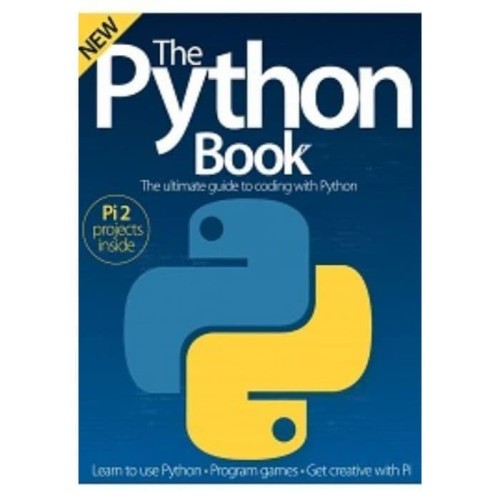 NEW
The
Python
Book
The ultimate guide to coding with Python
Pi 2
projects
inside
Learn to use Python • Program games • Get creative with Pi